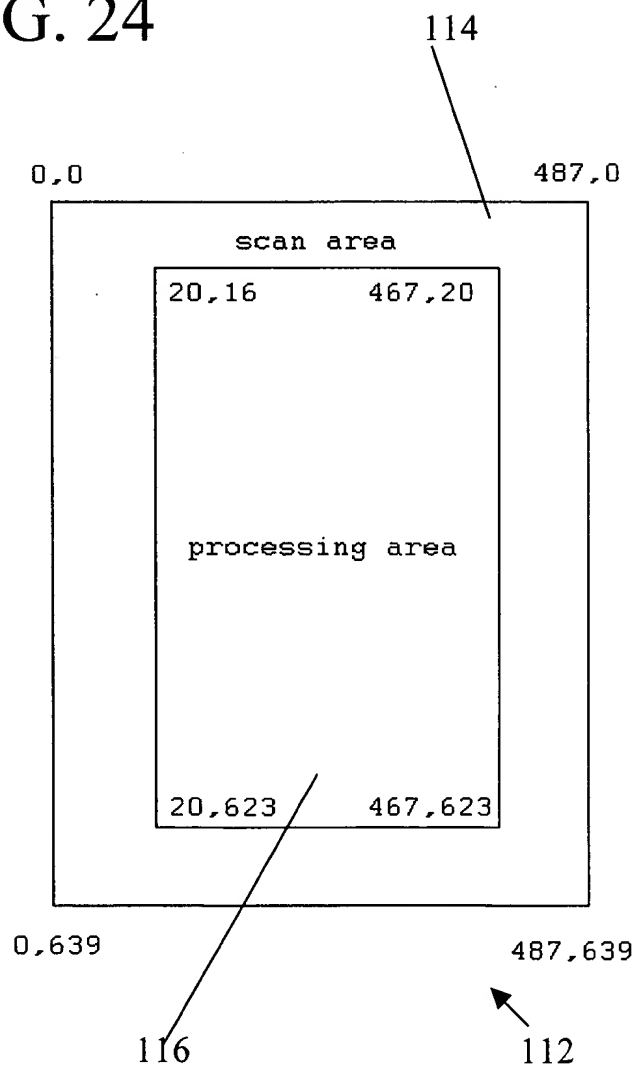 G. 24
114
0,0 487,0
scan area
20,16 467,20
processing area
20,623 467,623
0,639 487,639
116 112